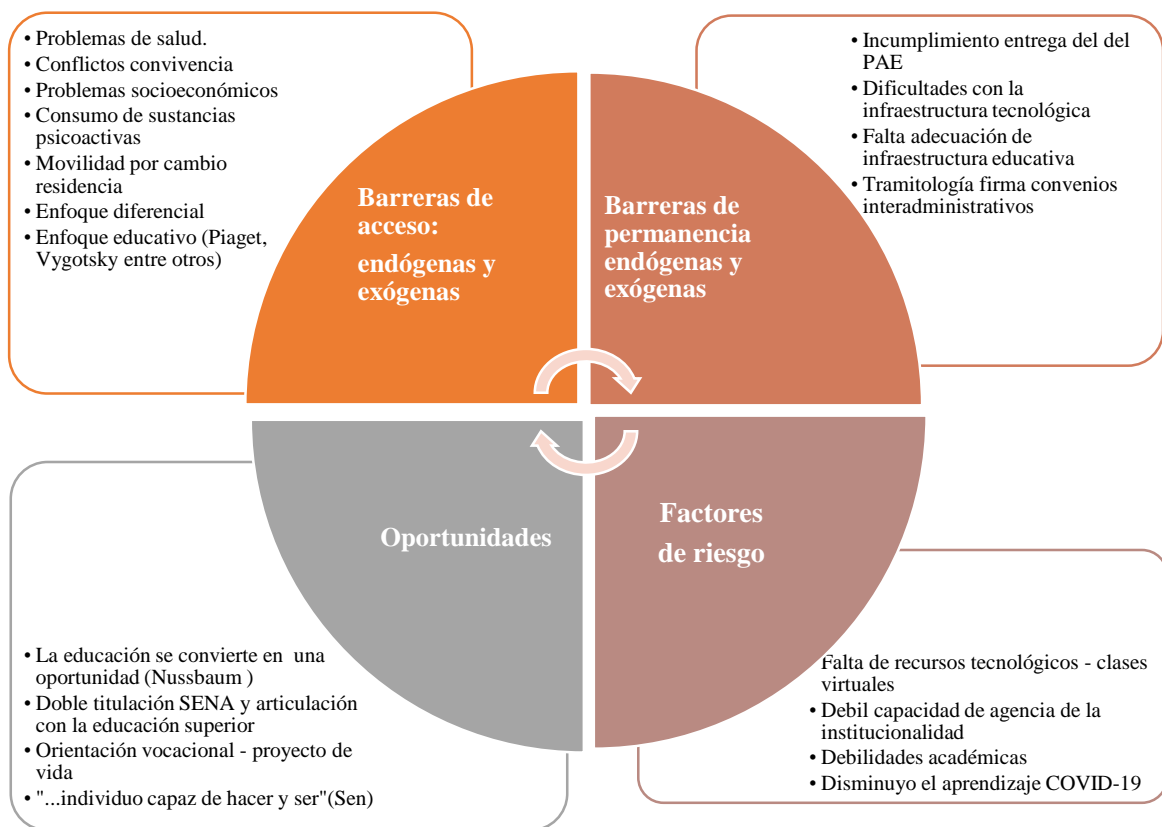 • Problemas de salud.
• Conflictos convivencia
• Problemas socioeconómicos
• Consumo de sustancias
psicoactivas
• Movilidad por cambio
residencia
• Enfoque diferencial
• Enfoque educativo (Piaget,
Vygotsky entre otros)
Barreras de
acceso:
endógenas y
exógenas
Barreras de
permanencia
endógenas y
exógenas
• Incumplimiento entrega del del
PAE
• Dificultades con la
infraestructura tecnológica
• Falta adecuación de
infraestructura educativa
• Tramitología firma convenios
interadministrativos
Oportunidades
• La educación se convierte en una
oportunidad (Nussbaum )
• Doble titulación SENA y articulación
con la educación superior
• Orientación vocacional - proyecto de
vida
• "...individuo capaz de hacer y ser"(Sen)
Factores
de riesgo
Falta de recursos tecnológicos - clases
virtuales
• Debil capacidad de agencia de la
institucionalidad
• Debilidades académicas
• Disminuyo el aprendizaje COVID-19